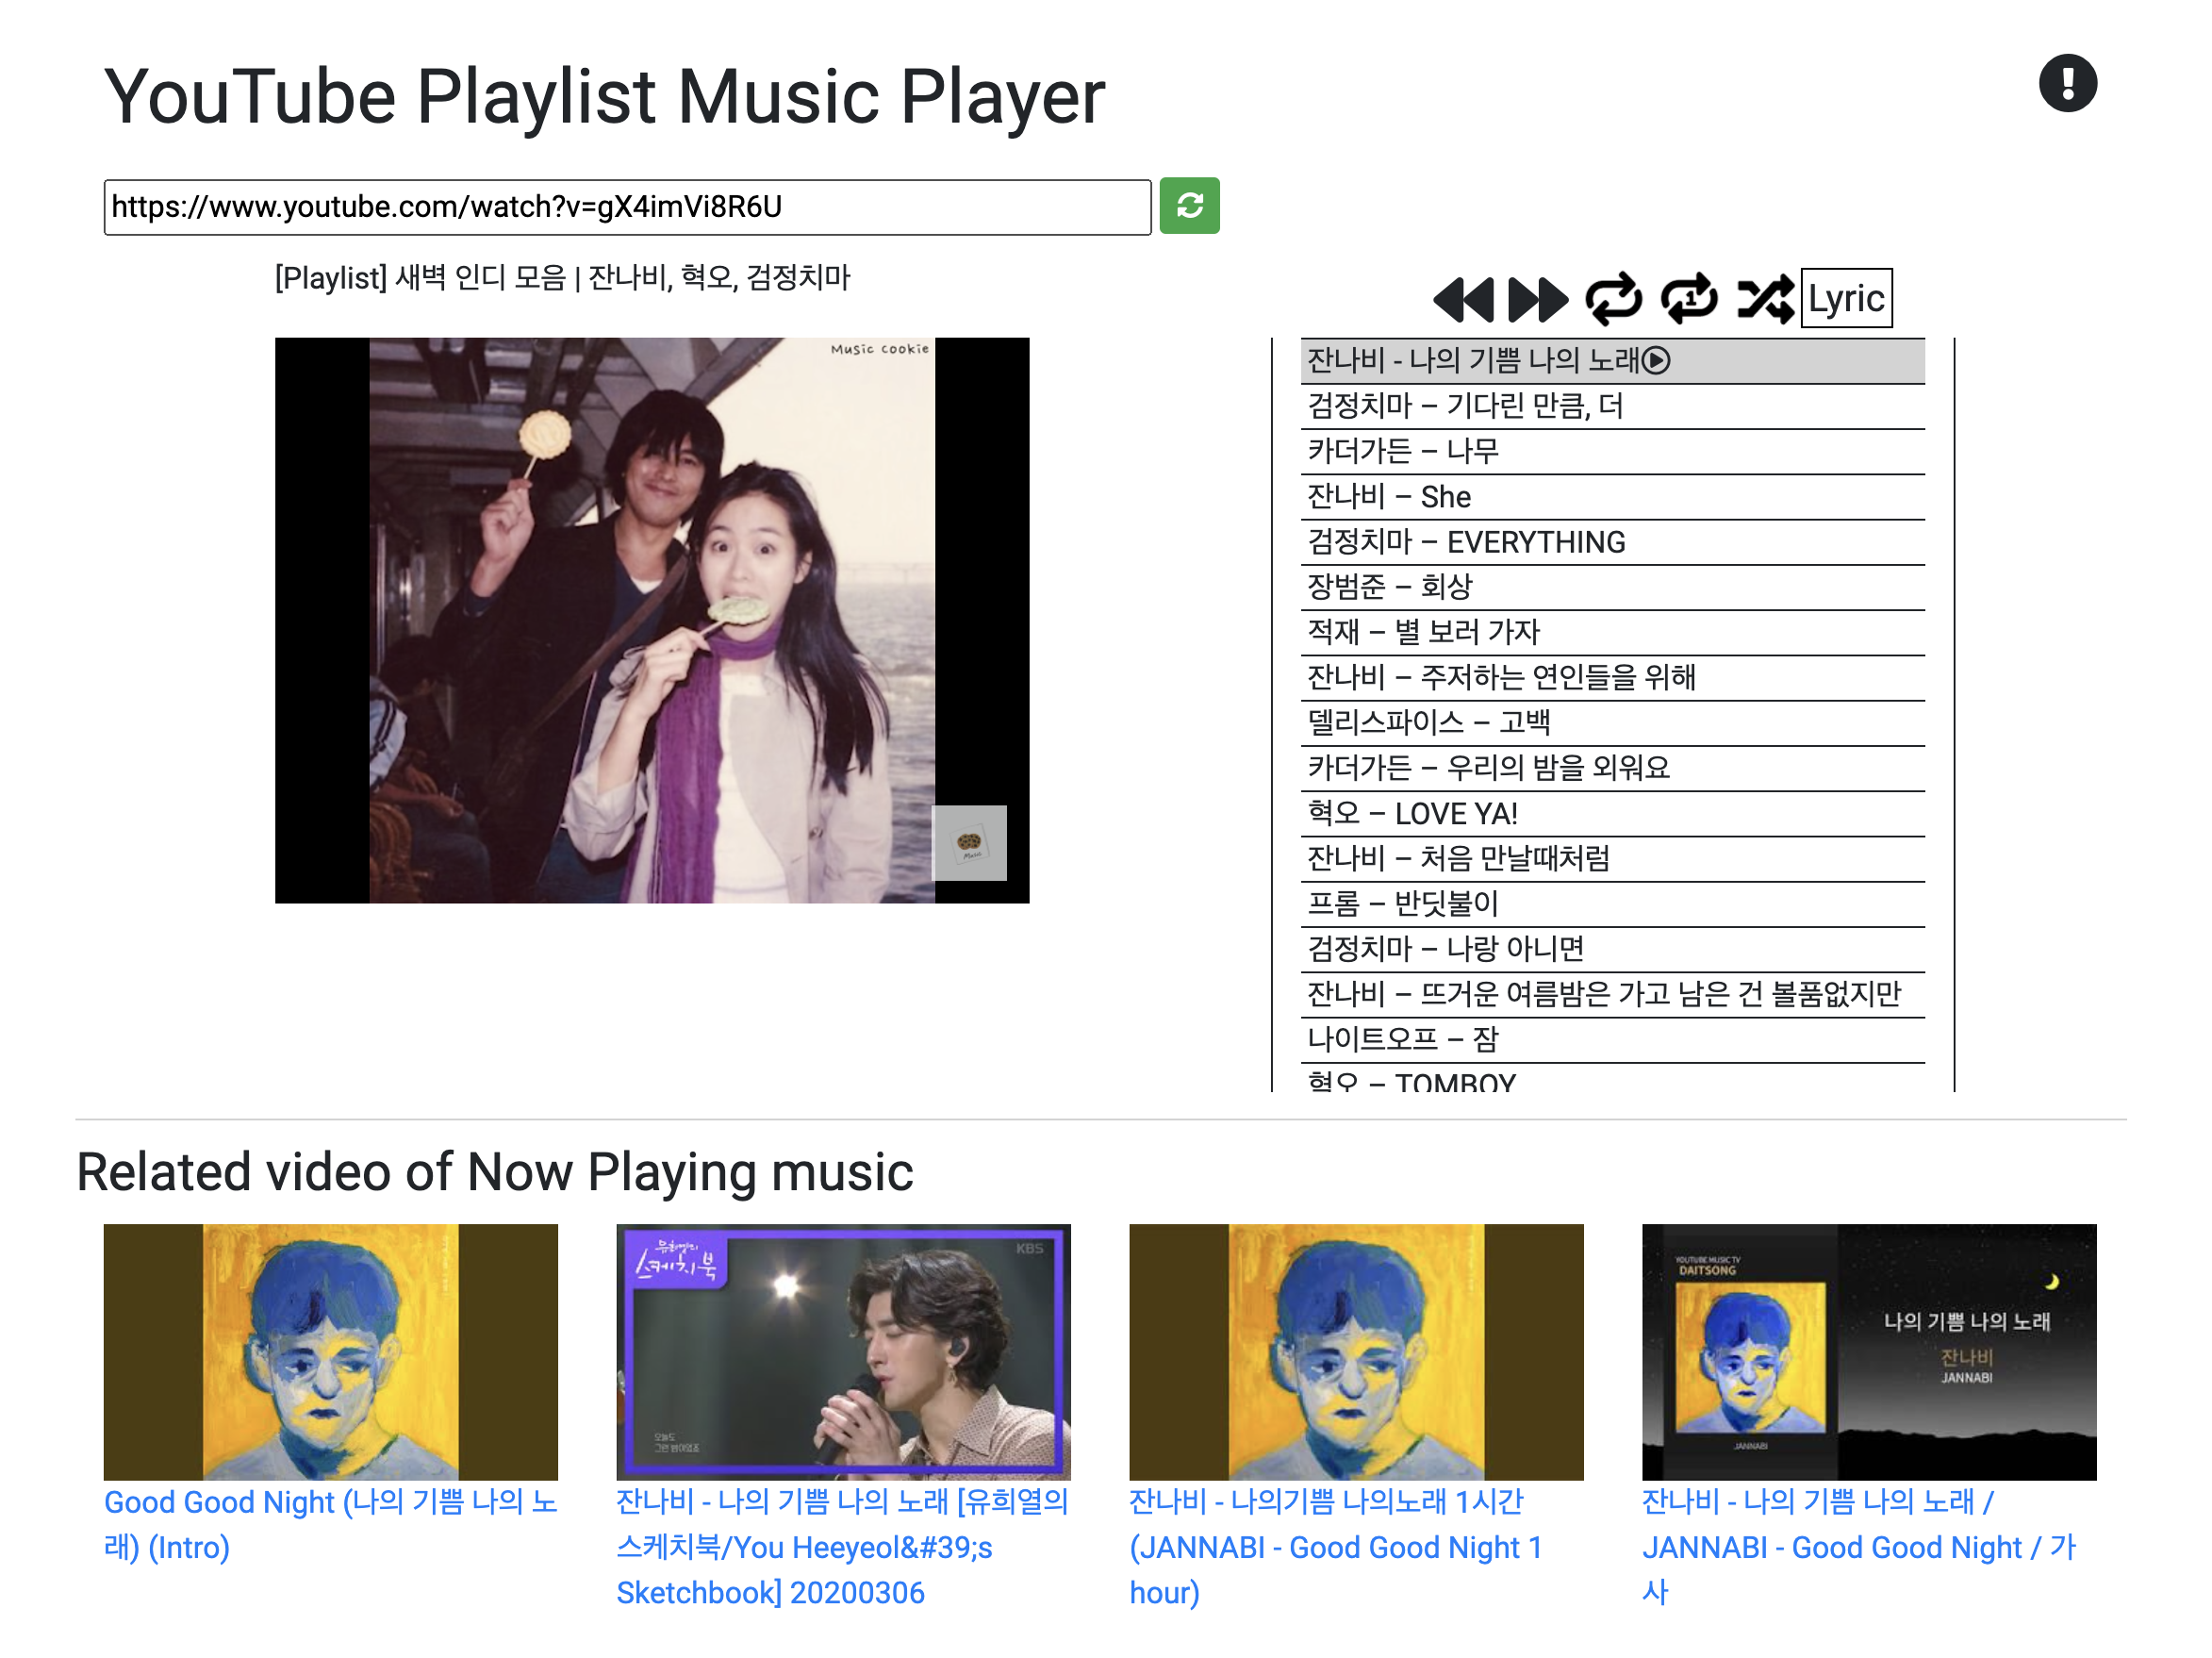 YouTube Playlist Music Player
https://www.youtube.com/watch?v=gX4imVi8R6U
[Playlist] 새벽 인디 모음 | 잔나비, 혁오, 검정치마
Music cookie
Music
Lyric
잔나비 - 나의 기쁨 나의 노래
검정치마 – 기다린 만큼, 더
카더가든 – 나무
잔나비 – She
검정치마 – EVERYTHING
장범준 – 회상
적재 – 별 보러 가자
잔나비 – 주저하는 연인들을 위해
델리스파이스 – 고백
카더가든 – 우리의 밤을 외워요
혁오 – LOVE YA!
잔나비 – 처음 만날때처럼
프롬 – 반딧불이
검정치마 – 나랑 아니면
잔나비 – 뜨거운 여름밤은 가고 남은 건 볼품없지만
나이트오프 – 잠
혁오 – TOMBOY
Related video of Now Playing music
Good Good Night (나의 기쁨 나의 노
래) (Intro)
유희열의
스케치북
KBS
오늘도
그런 밤이었죠
잔나비 - 나의 기쁨 나의 노래 [유희열의
스케치북/You Heeyeol&#39;s
Sketchbook] 20200306
잔나비 - 나의기쁨 나의노래 1시간
(JANNABI - Good Good Night 1
hour)
YOUTUBE MUSIC TV
DAITSONG
나의 기쁨 나의 노래
잔나비
JANNABI
JANNABI
잔나비 - 나의 기쁨 나의 노래 /
JANNABI - Good Good Night / 가
사